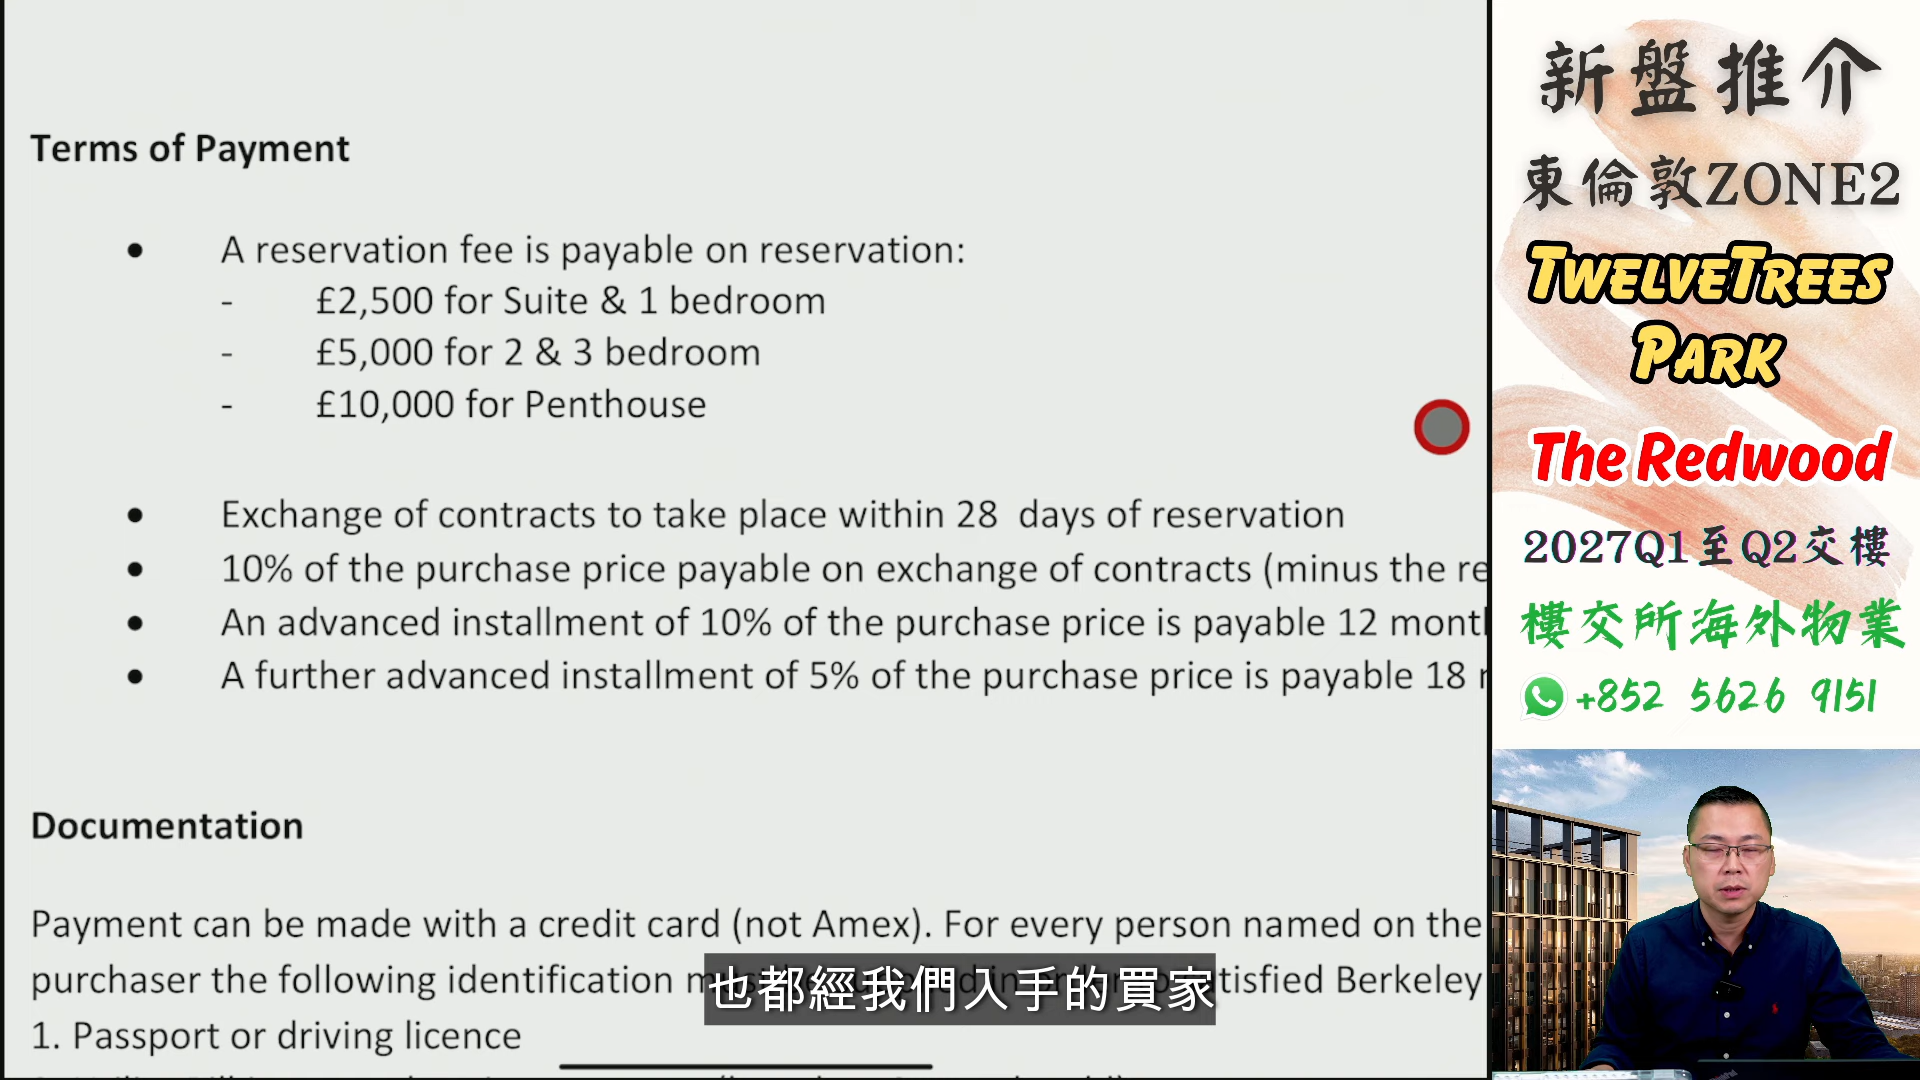 Terms of Payment
• A reservation fee is payable on reservation:
- £2,500 for Suite & 1 bedroom
- £5,000 for 2 & 3 bedroom
- £10,000 for Penthouse
• Exchange of contracts to take place within 28 days of reservation
• 10% of the purchase price payable on exchange of contracts (minus the re
• An advanced installment of 10% of the purchase price is payable 12 mont
• A further advanced installment of 5% of the purchase price is payable 18
Documentation
Payment can be made with a credit card (not Amex). For every person named on the
purchaser the following identification Berkeley
1. Passport or driving licence
也都經我們入手的買家
新盤推介
東倫敦ZONE2
TWELVETREES
PARK
The Redwood
2027Q1至Q2交樓
樓交所海外物業
+852 5626 9151